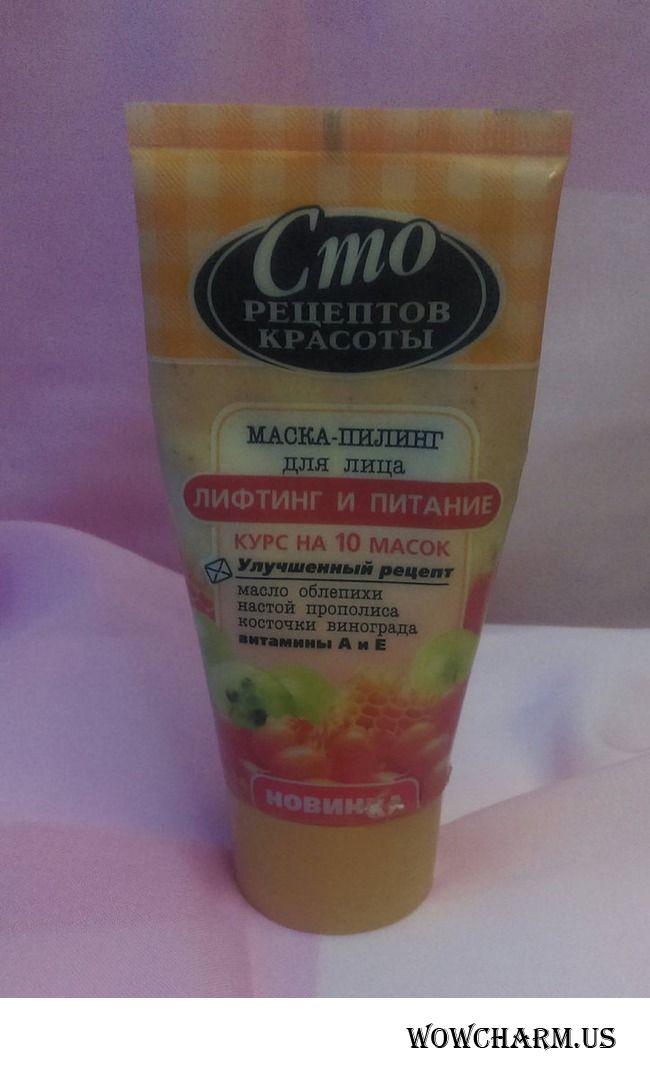 Сто
РЕЦЕПТОВ
КРАСОТЫ
МАСКА-ПИЛИНГ
для лица
ЛИФТИНГ И ПИТАНИЕ
КУРС НА 10 МАСОК
Улучшенный рецепт
масло облепихи
настой прополиса
косточки винограда
витамины А и Е
НОВИНКА
WOWCHARM.US